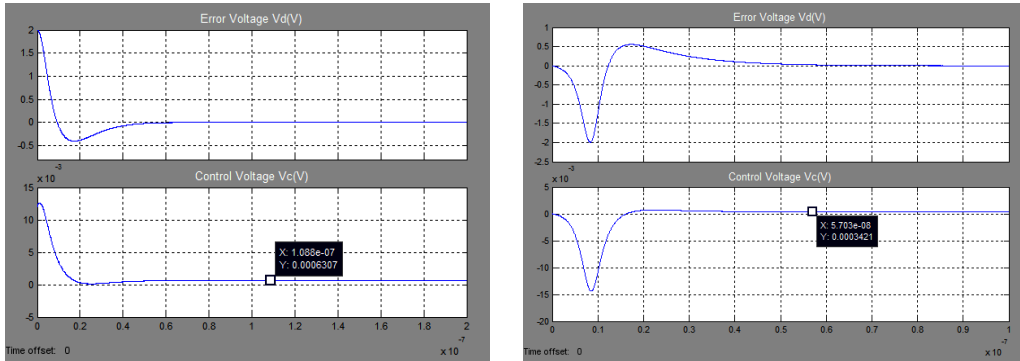 Error Voltage Vd(V)
2
1.5
1
0.5
0
-0.5
-3
x 10
Control Voltage Vc(V)
15
10
5
0
-5
X: 1.088e-07
Y: 0.0006307
0 0.2 0.4 0.6 0.8 1 1.2 1.4 1.6 1.8 2
Time offset: 0
-7
x 10
Error Voltage Vd(V)
1
0.5
0
-0.5
-1
-1.5
-2
-2.5
-3
x 10
Control Voltage Vc(V)
5
0
-5
-10
-15
-20
X: 5.703e-08
Y: 0.0003421
0 0.1 0.2 0.3 0.4 0.5 0.6 0.7 0.8 0.9 1
Time offset: 0
-7
x 10